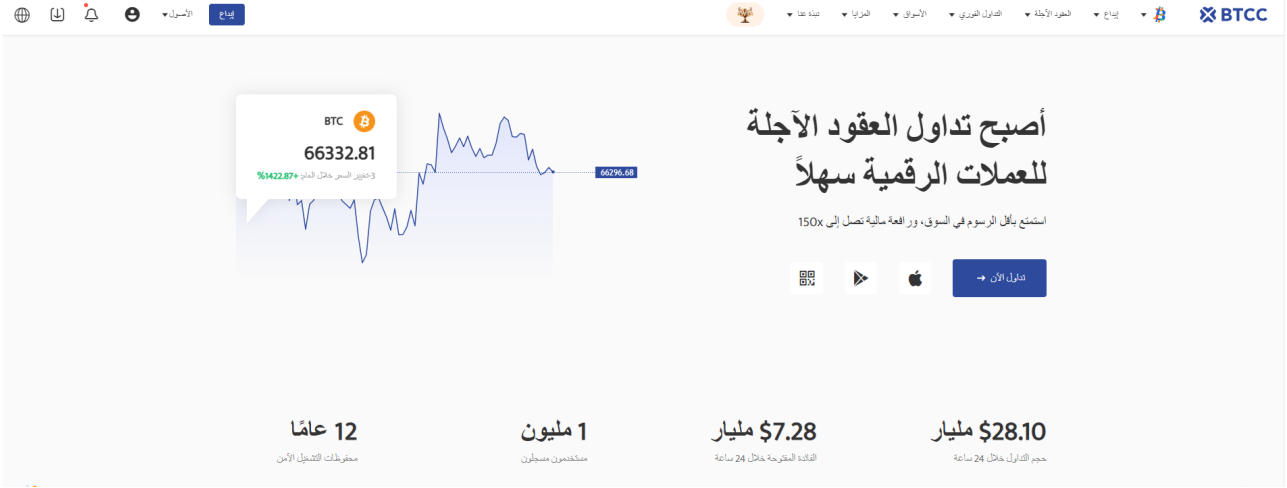 BTCC
إيداع
العقود الآجلة
التداول الفوري
الأسواق
المزايا
نبذة عنا
إيداع
الأصول
أصبح تداول العقود الآجلة
للعملات الرقمية سهلاً
استمتع بأقل الرسوم في السوق، ورافعة مالية تصل إلى 150x
تداول الآن ←
BTC
66332.81
66296.68
$28.10 مليار
حجم التداول خلال 24 ساعة
$7.28 مليار
الفائدة المفتوحة خلال 24 ساعة
1 مليون
مستخدمون مسجلون
12 عامًا
محفوظات التشغيل الآمن